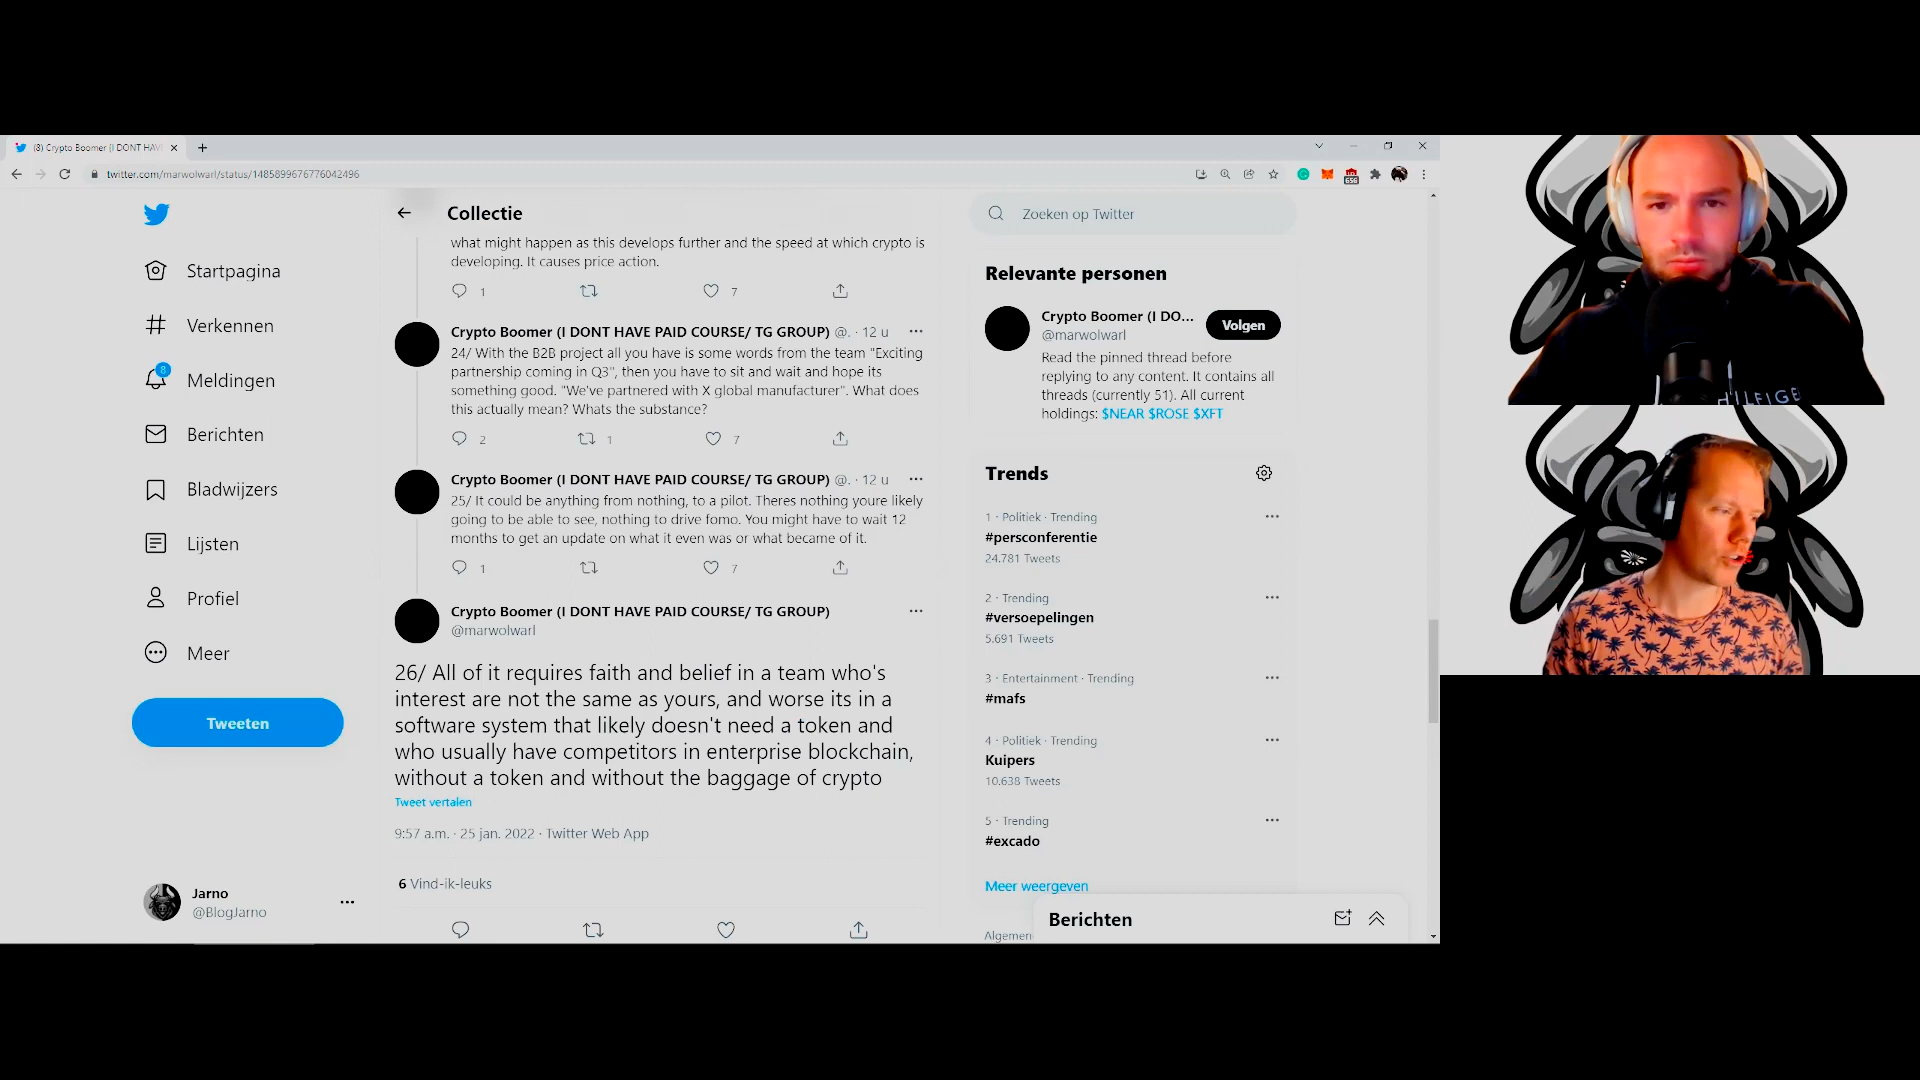 (8) Crypto Boomer (I DONT HAV
twitter.com/marwolwarl/status/1485899676776042496
Collectie
Zoeken op Twitter
Startpagina
Verkennen
8
Meldingen
Berichten
Bladwijzers
Lijsten
Profiel
Meer
Tweeten
Jarno
@BlogJarno
what might happen as this develops further and the speed at which crypto is
developing. It causes price action.
1 7
Crypto Boomer (I DONT HAVE PAID COURSE/ TG GROUP) @. · 12 u
24/ With the B2B project all you have is some words from the team "Exciting
partnership coming in Q3", then you have to sit and wait and hope its
something good. "We've partnered with X global manufacturer". What does
this actually mean? Whats the substance?
2 1 7
Crypto Boomer (I DONT HAVE PAID COURSE/ TG GROUP) @. · 12 u
25/ It could be anything from nothing, to a pilot. Theres nothing youre likely
going to be able to see, nothing to drive fomo. You might have to wait 12
months to get an update on what it even was or what became of it.
1 7
Crypto Boomer (I DONT HAVE PAID COURSE/ TG GROUP)
@marwolwarl
26/ All of it requires faith and belief in a team who's
interest are not the same as yours, and worse its in a
software system that likely doesn't need a token and
who usually have competitors in enterprise blockchain,
without a token and without the baggage of crypto
Tweet vertalen
9:57 a.m. · 25 jan. 2022 · Twitter Web App
6 Vind-ik-leuks
Relevante personen
Crypto Boomer (I DO...
@marwolwarl
Volgen
Read the pinned thread before
replying to any content. It contains all
threads (currently 51). All current
holdings: $NEAR $ROSE $XFT
Trends
1 · Politiek · Trending
#persconferentie
24.781 Tweets
2 · Trending
#versoepelingen
5.691 Tweets
3 · Entertainment · Trending
#mafs
4 · Politiek · Trending
Kuipers
10.638 Tweets
5 · Trending
#excado
Meer weergeven
Algemen
Berichten
HILFIGE